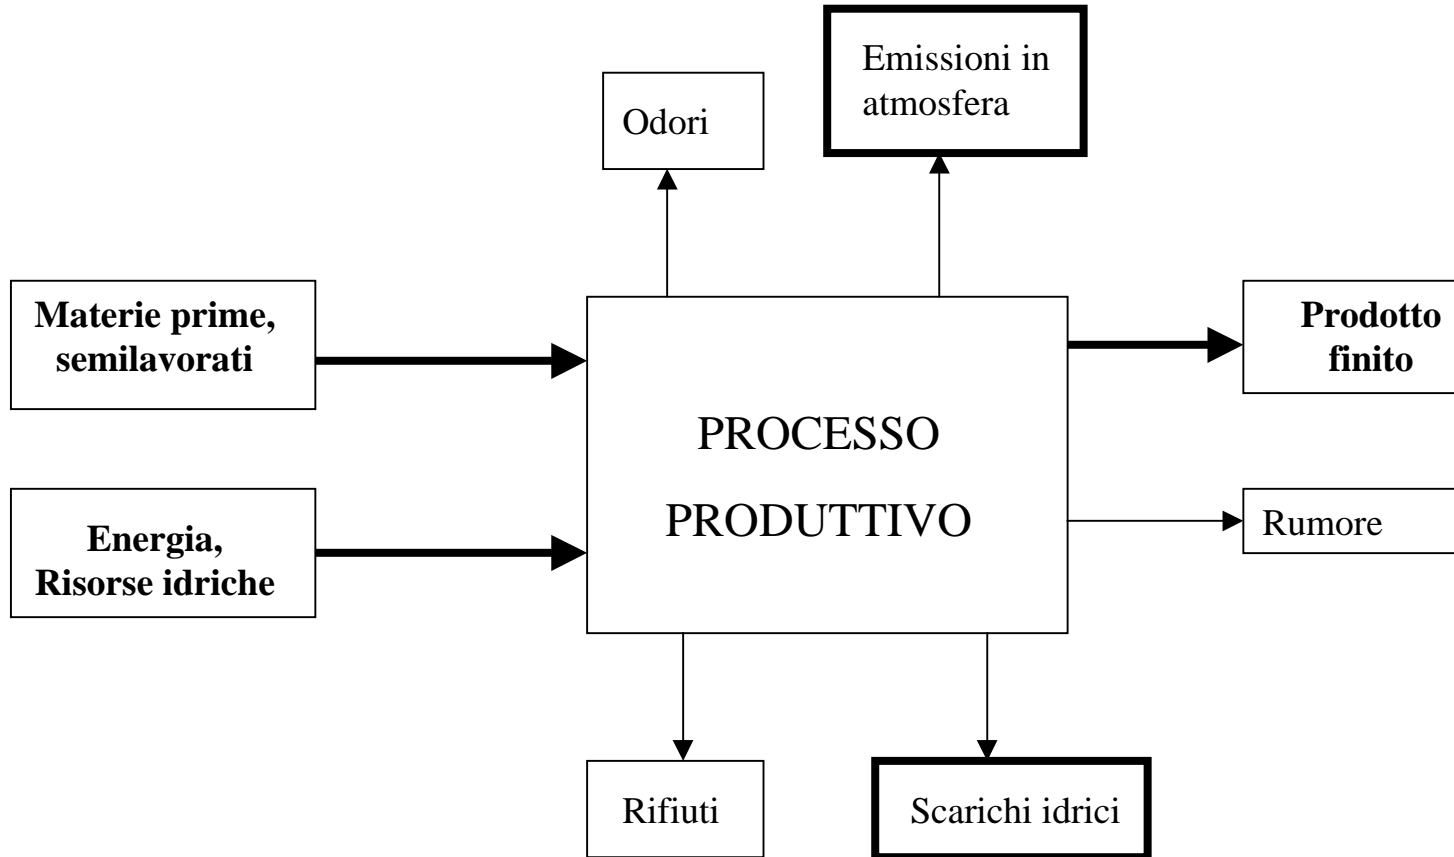 Emissioni in
atmosfera
Odori
Materie prime,
semilavorati
Prodotto
finito
PROCESSO
PRODUTTIVO
Energia,
Risorse idriche
Rumore
Rifiuti
Scarichi idrici